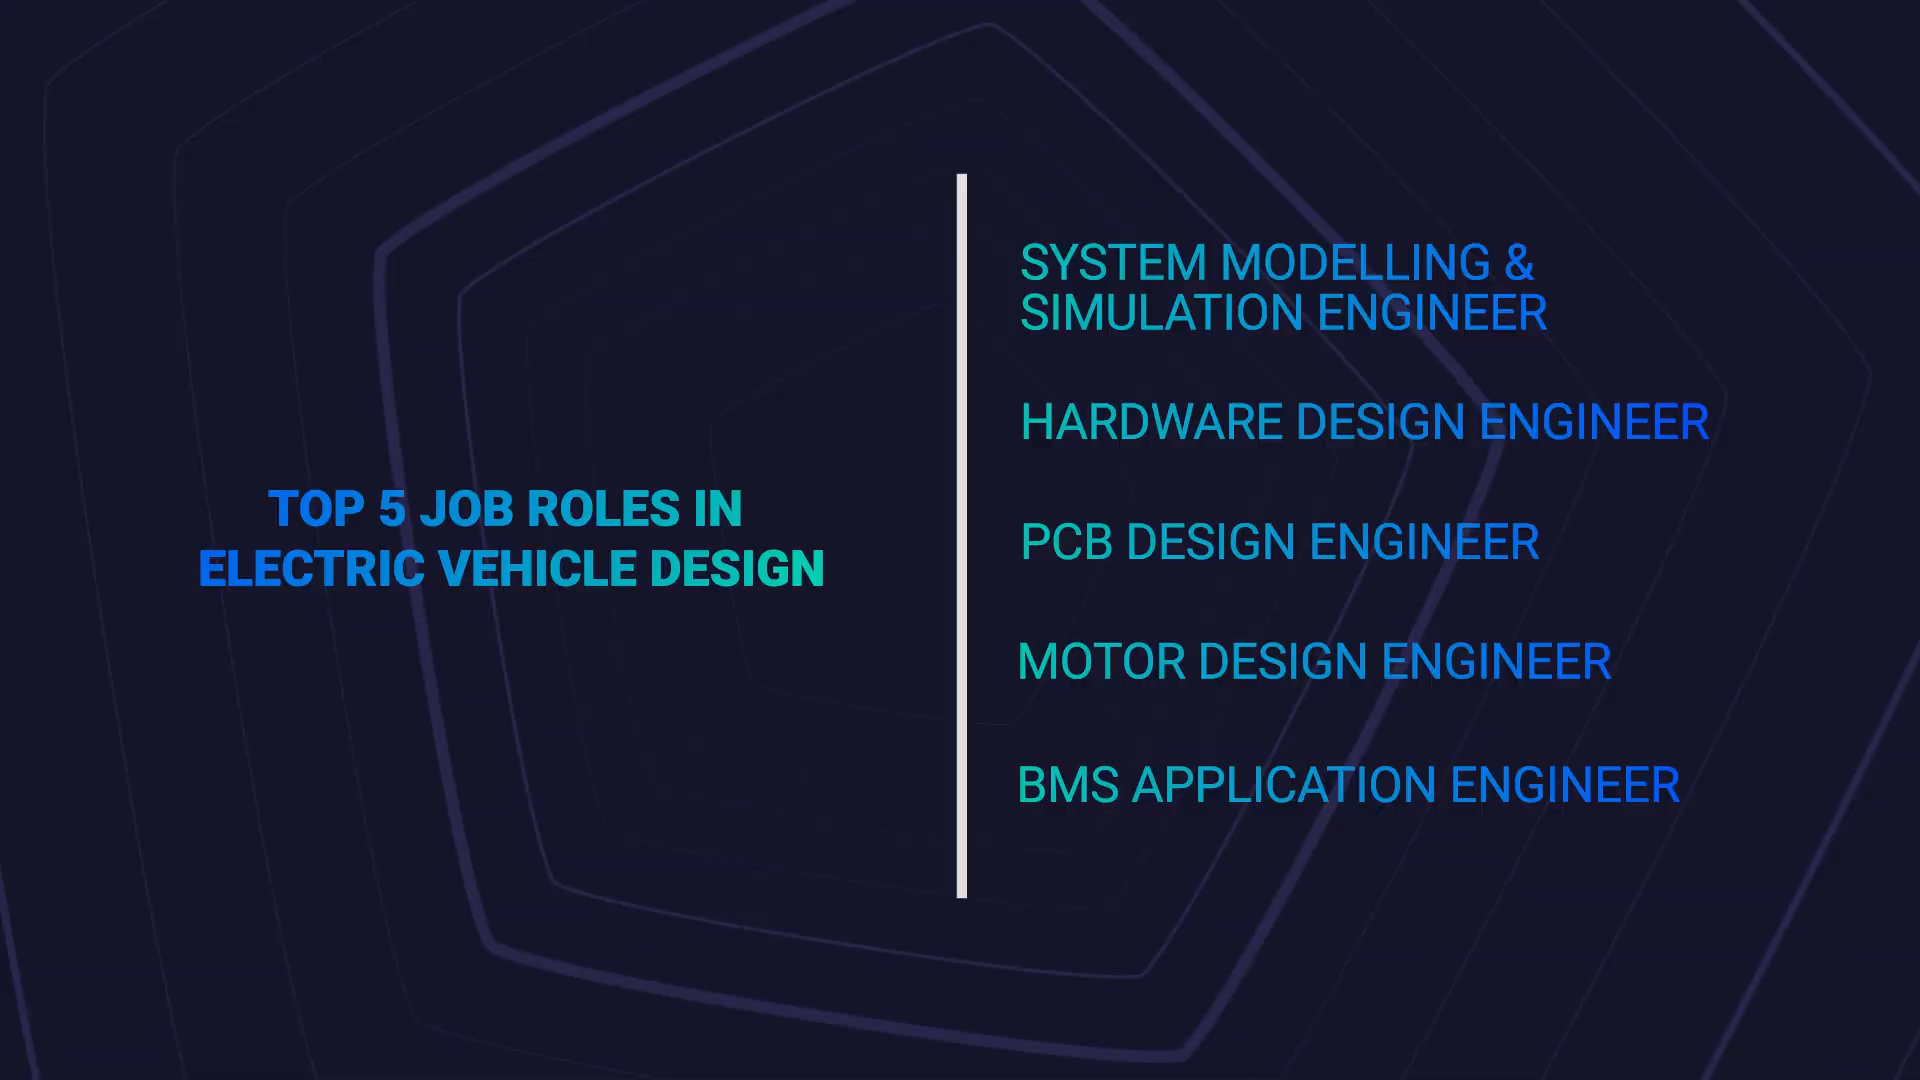 TOP 5 JOB ROLES IN
ELECTRIC VEHICLE DESIGN
SYSTEM MODELLING &
SIMULATION ENGINEER
HARDWARE DESIGN ENGINEER
PCB DESIGN ENGINEER
MOTOR DESIGN ENGINEER
BMS APPLICATION ENGINEER